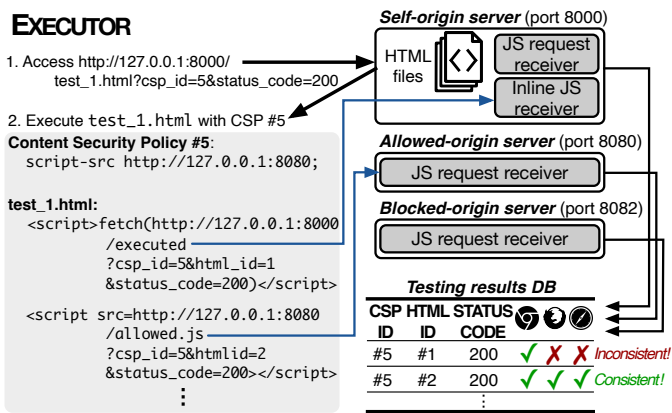 EXECUTOR
1. Access http://127.0.0.1:8000/
test_1.html?csp_id=5&status_code=200
2. Execute test_1.html with CSP #5
Content Security Policy #5:
script-src http://127.0.0.1:8080;
test_1.html:
<script>fetch(http://127.0.0.1:8000
/executed
?csp_id=5&html_id=1
&status_code=200)</script>
<script src=http://127.0.0.1:8080
/allowed.js
?csp_id=5&htmlid=2
&status_code=200></script>
⋮
Self-origin server (port 8000)
HTML
files
JS request
receiver
Inline JS
receiver
Allowed-origin server (port 8080)
JS request receiver
Blocked-origin server (port 8082)
JS request receiver
Testing results DB
CSP HTML STATUS
ID ID CODE
#5 #1 200 ✓ ✗ ✗ Inconsistent!
#5 #2 200 ✓ ✓ ✓ Consistent!
⋮